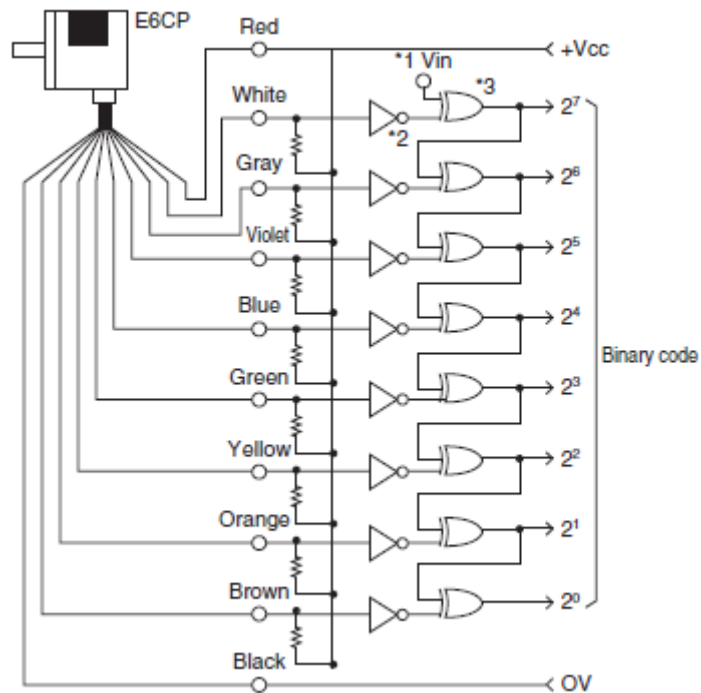 E6CP
Red
+Vcc
*1 Vin
*3
White
*2
2⁷
Gray
2⁶
Violet
2⁵
Blue
2⁴
Binary code
Green
2³
Yellow
2²
Orange
2¹
Brown
2⁰
Black
OV